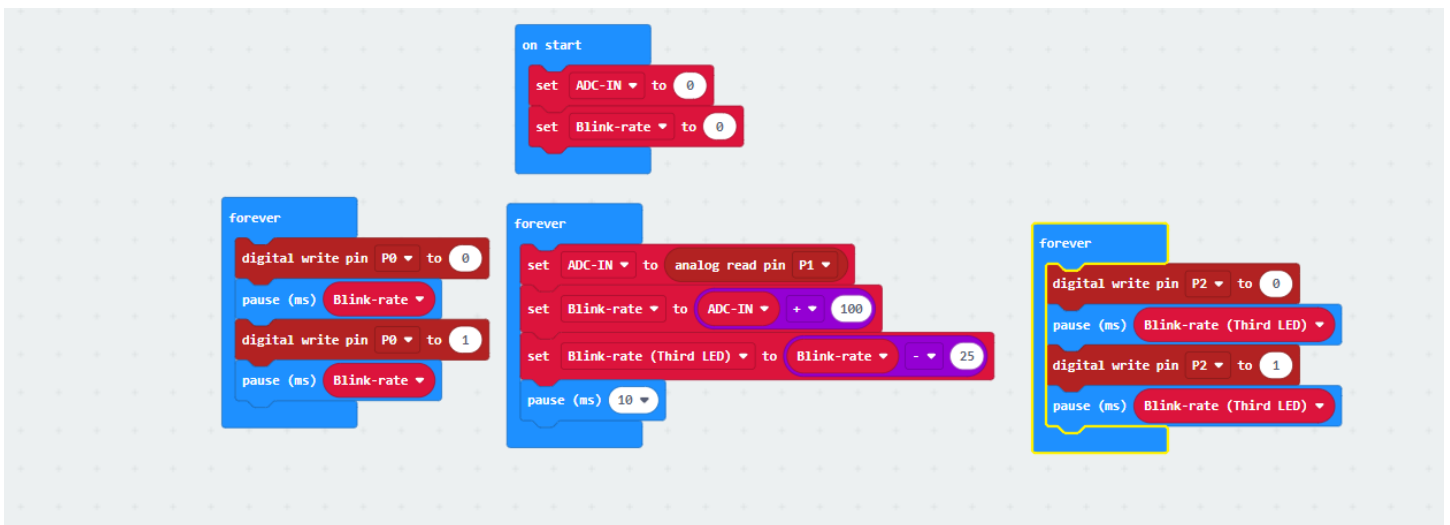 on start
set ADC-IN to 0
set Blink-rate to 0
forever
digital write pin P0 to 0
pause (ms) Blink-rate
digital write pin P0 to 1
pause (ms) Blink-rate
forever
set ADC-IN to analog read pin P1
set Blink-rate to ADC-IN + 100
set Blink-rate (Third LED) to Blink-rate - 25
pause (ms) 10
forever
digital write pin P2 to 0
pause (ms) Blink-rate (Third LED)
digital write pin P2 to 1
pause (ms) Blink-rate (Third LED)